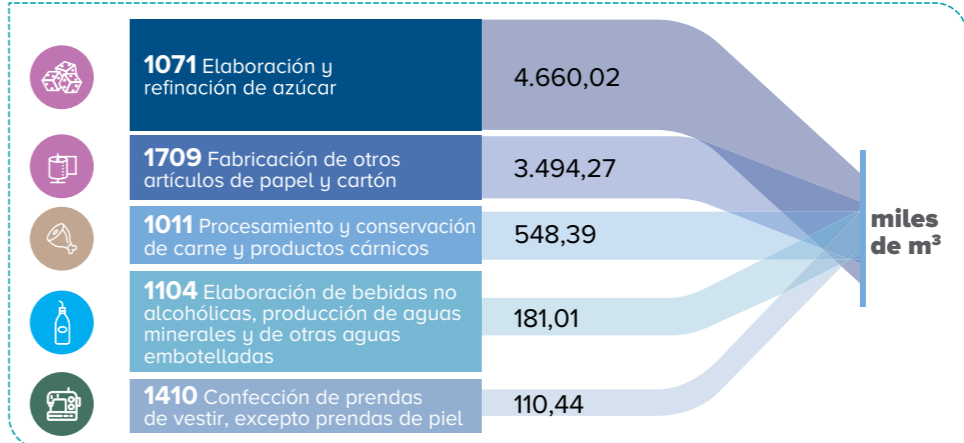 1071 Elaboración y
refinación de azúcar
4.660,02
1709 Fabricación de otros
artículos de papel y cartón
3.494,27
1011 Procesamiento y conservación
de carne y productos cárnicos
548,39
1104 Elaboración de bebidas no
alcohólicas, producción de aguas
minerales y de otras aguas
embotelladas
181,01
1410 Confección de prendas
de vestir, excepto prendas de piel
110,44
miles
de m³